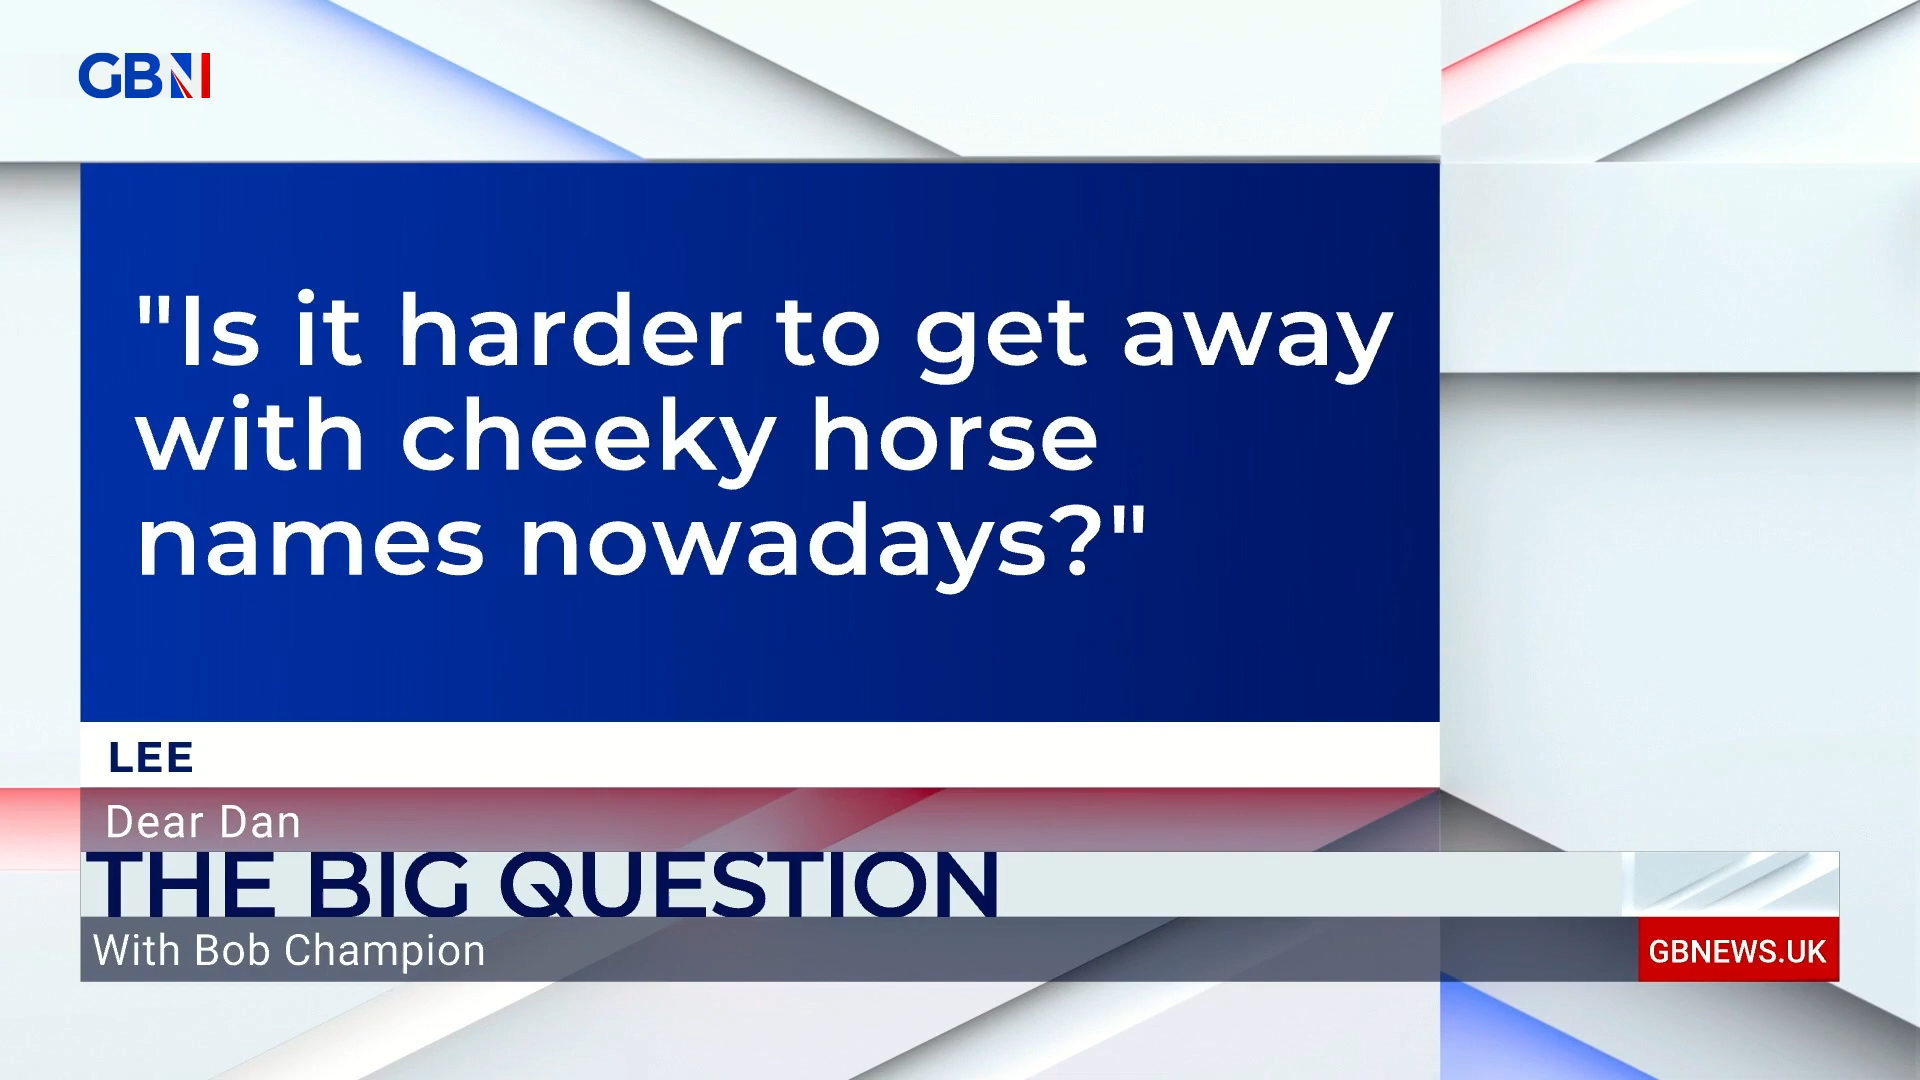 GBN
"Is it harder to get away
with cheeky horse
names nowadays?"
LEE
Dear Dan
THE BIG QUESTION
With Bob Champion
GBNEWS.UK